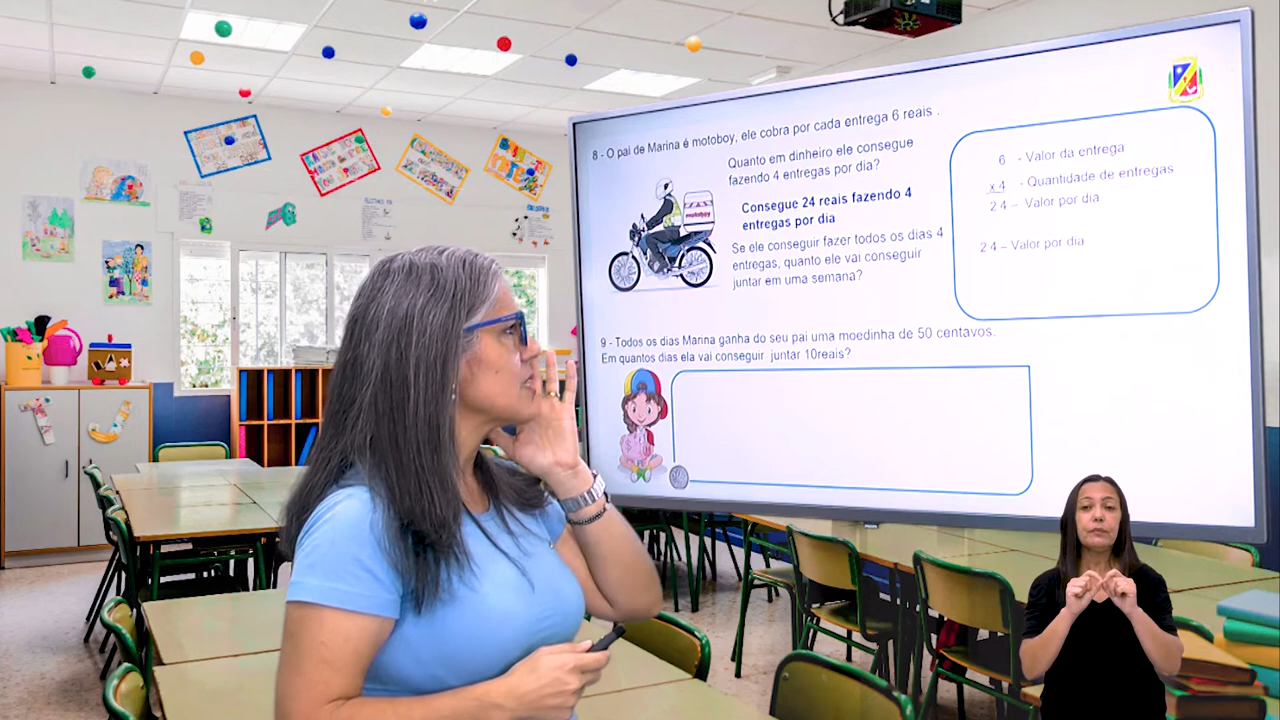 8 - O pai de Marina é motoboy, ele cobra por cada entrega 6 reais .
Quanto em dinheiro ele consegue
fazendo 4 entregas por dia?
Consegue 24 reais fazendo 4
entregas por dia
Se ele conseguir fazer todos os dias 4
entregas, quanto ele vai conseguir
juntar em uma semana?
motoboy
6 - Valor da entrega
x 4 - Quantidade de entregas
2 4 – Valor por dia
2 4 – Valor por dia
9 - Todos os dias Marina ganha do seu pai uma moedinha de 50 centavos.
Em quantos dias ela vai conseguir juntar 10reais?